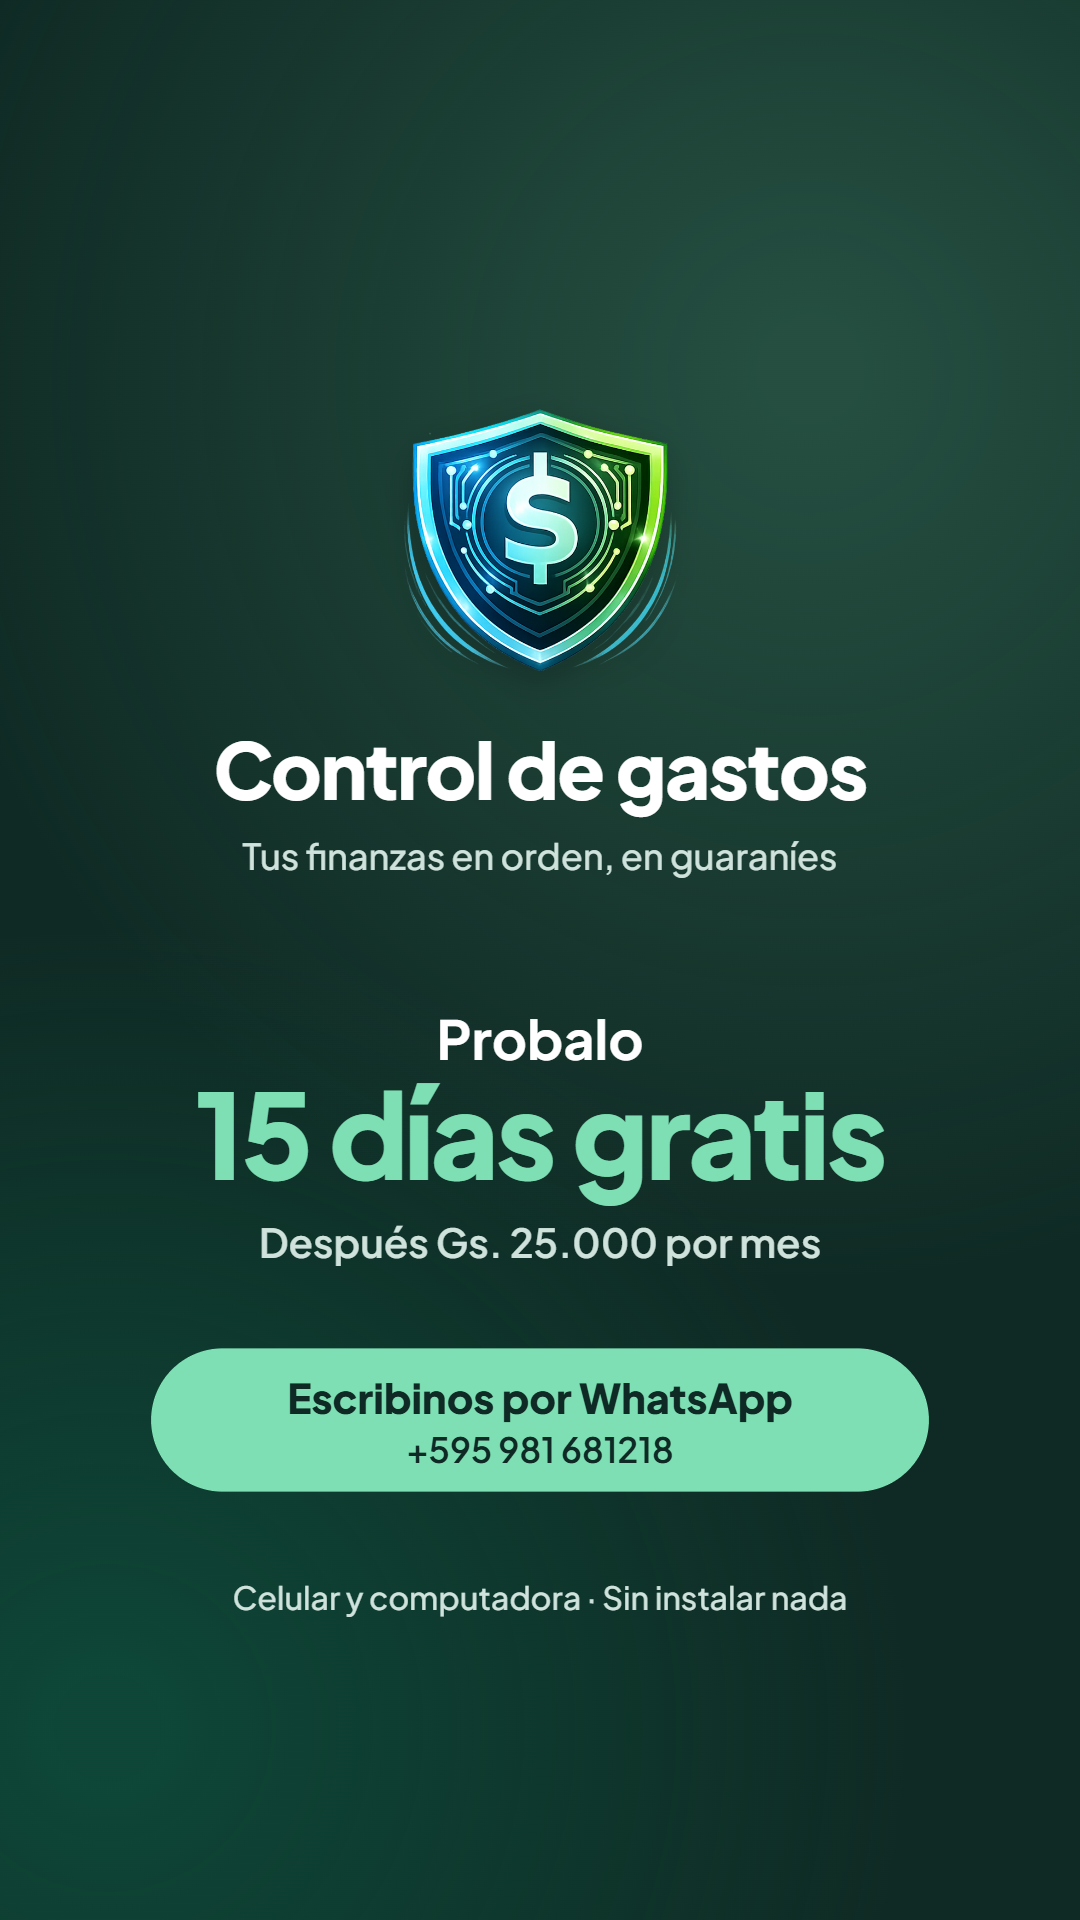 $
Control de gastos
Tus finanzas en orden, en guaraníes
Probalo
15 días gratis
Después Gs. 25.000 por mes
Escribinos por WhatsApp
+595 981 681218
Celular y computadora · Sin instalar nada